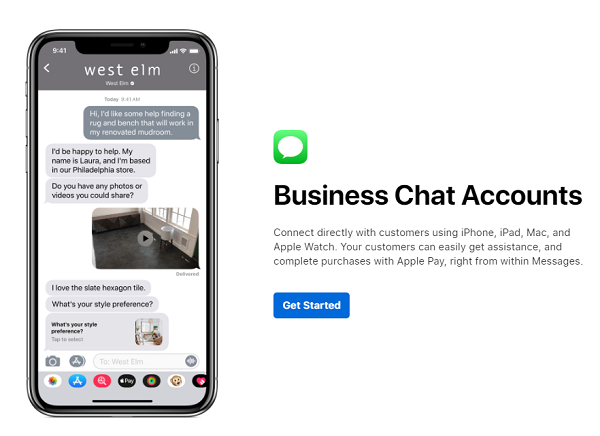 9:41
west elm
West Elm
Today 9:41 AM
Hi, I'd like some help finding a
rug and bench that will work in
my renovated mudroom.
I'd be happy to help. My
name is Laura, and I'm based
in our Philadelphia store.
Do you have any photos or
videos you could share?
Delivered
I love the slate hexagon tile.
What's your style preference?
What's your style
preference?
Tap to select
To: West Elm
Pay
Business Chat Accounts
Connect directly with customers using iPhone, iPad, Mac, and
Apple Watch. Your customers can easily get assistance, and
complete purchases with Apple Pay, right from within Messages.
Get Started